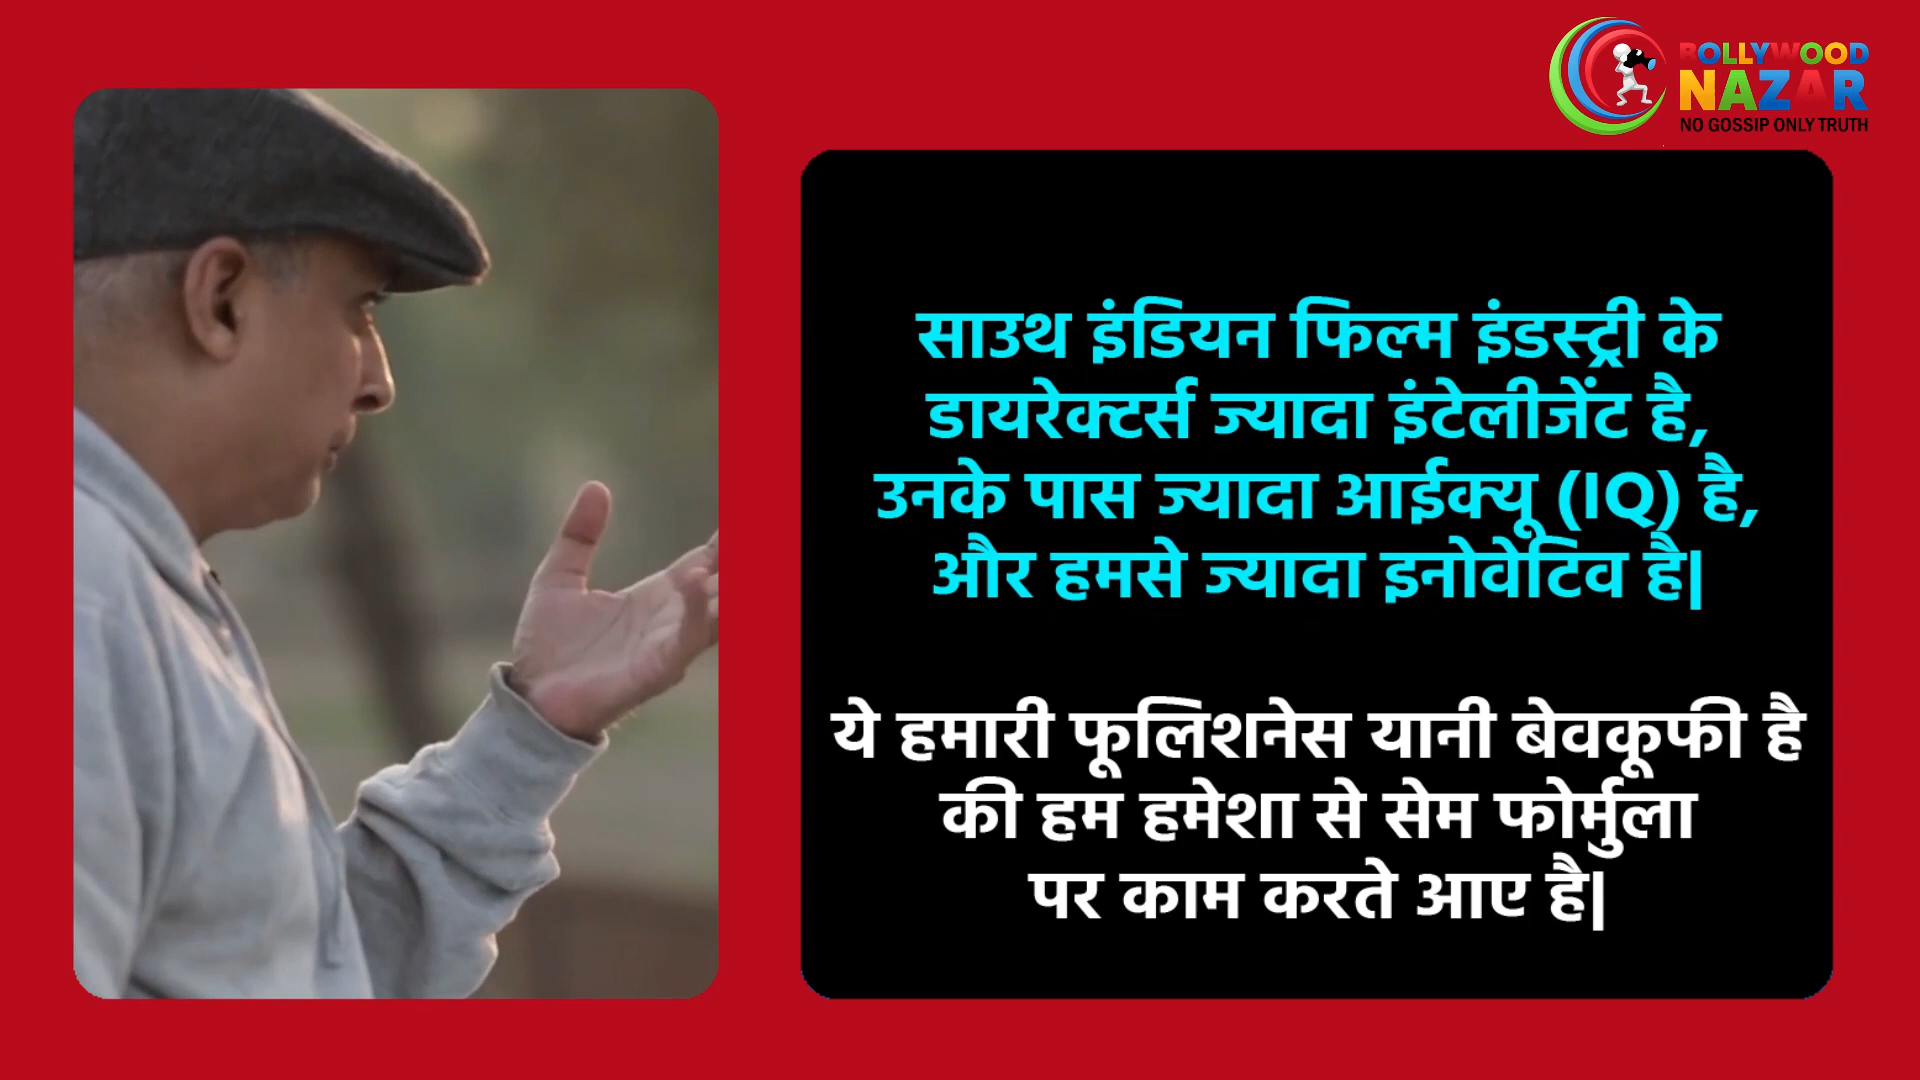 BOLLYWOOD
NAZAR
NO GOSSIP ONLY TRUTH
साउथ इंडियन फिल्म इंडस्ट्री के
डायरेक्टर्स ज्यादा इंटेलीजेंट है,
उनके पास ज्यादा आईक्यू (IQ) है,
और हमसे ज्यादा इनोवेटिव है|
ये हमारी फूलिशनेस यानी बेवकूफी है
की हम हमेशा से सेम फोर्मुला
पर काम करते आए है|